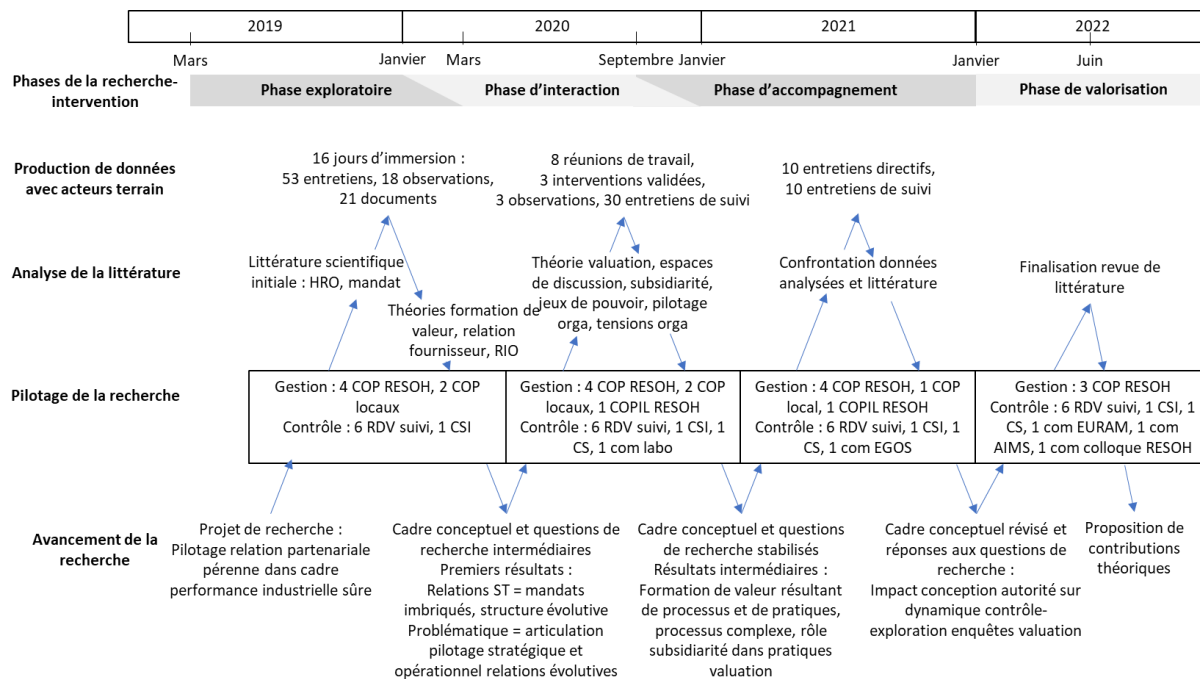 2019
2020
2021
2022
Mars
Janvier
Mars
Septembre
Janvier
Janvier
Juin
Phases de la recherche-
intervention
Phase exploratoire
Phase d'interaction
Phase d'accompagnement
Phase de valorisation
Production de données
avec acteurs terrain
16 jours d'immersion :
53 entretiens, 18 observations,
21 documents
8 réunions de travail,
3 interventions validées,
3 observations, 30 entretiens de suivi
10 entretiens directifs,
10 entretiens de suivi
Analyse de la littérature
Littérature scientifique
initiale : HRO, mandat
Théories formation de
valeur, relation
fournisseur, RIO
Théorie valuation, espaces
de discussion, subsidiarité,
jeux de pouvoir, pilotage
orga, tensions orga
Confrontation données
analysées et littérature
Finalisation revue de
littérature
Pilotage de la recherche
Gestion : 4 COP RESOH, 2 COP
locaux
Contrôle : 6 RDV suivi, 1 CSI
Gestion : 4 COP RESOH, 2 COP
locaux, 1 COPIL RESOH
Contrôle : 6 RDV suivi, 1 CSI, 1
CS, 1 com labo
Gestion : 4 COP RESOH, 1 COP
local, 1 COPIL RESOH
Contrôle : 6 RDV suivi, 1 CSI, 1
CS, 1 com EGOS
Gestion : 3 COP RESOH
Contrôle : 6 RDV suivi, 1 CSI, 1
CS, 1 com EURAM, 1 com
AIMS, 1 com colloque RESOH
Avancement de la
recherche
Projet de recherche :
Pilotage relation partenariale
pérenne dans cadre
performance industrielle sûre
Cadre conceptuel et questions de
recherche intermédiaires
Premiers résultats :
Relations ST = mandats
imbriqués, structure évolutive
Problématique = articulation
pilotage stratégique et
opérationnel relations évolutives
Cadre conceptuel et questions
de recherche stabilisés
Résultats intermédiaires :
Formation de valeur résultant
de processus et de pratiques,
processus complexe, rôle
subsidiarité dans pratiques
valuation
Cadre conceptuel révisé et
réponses aux questions de
recherche :
Impact conception autorité sur
dynamique contrôle-
exploration enquêtes valuation
Proposition de
contributions
théoriques